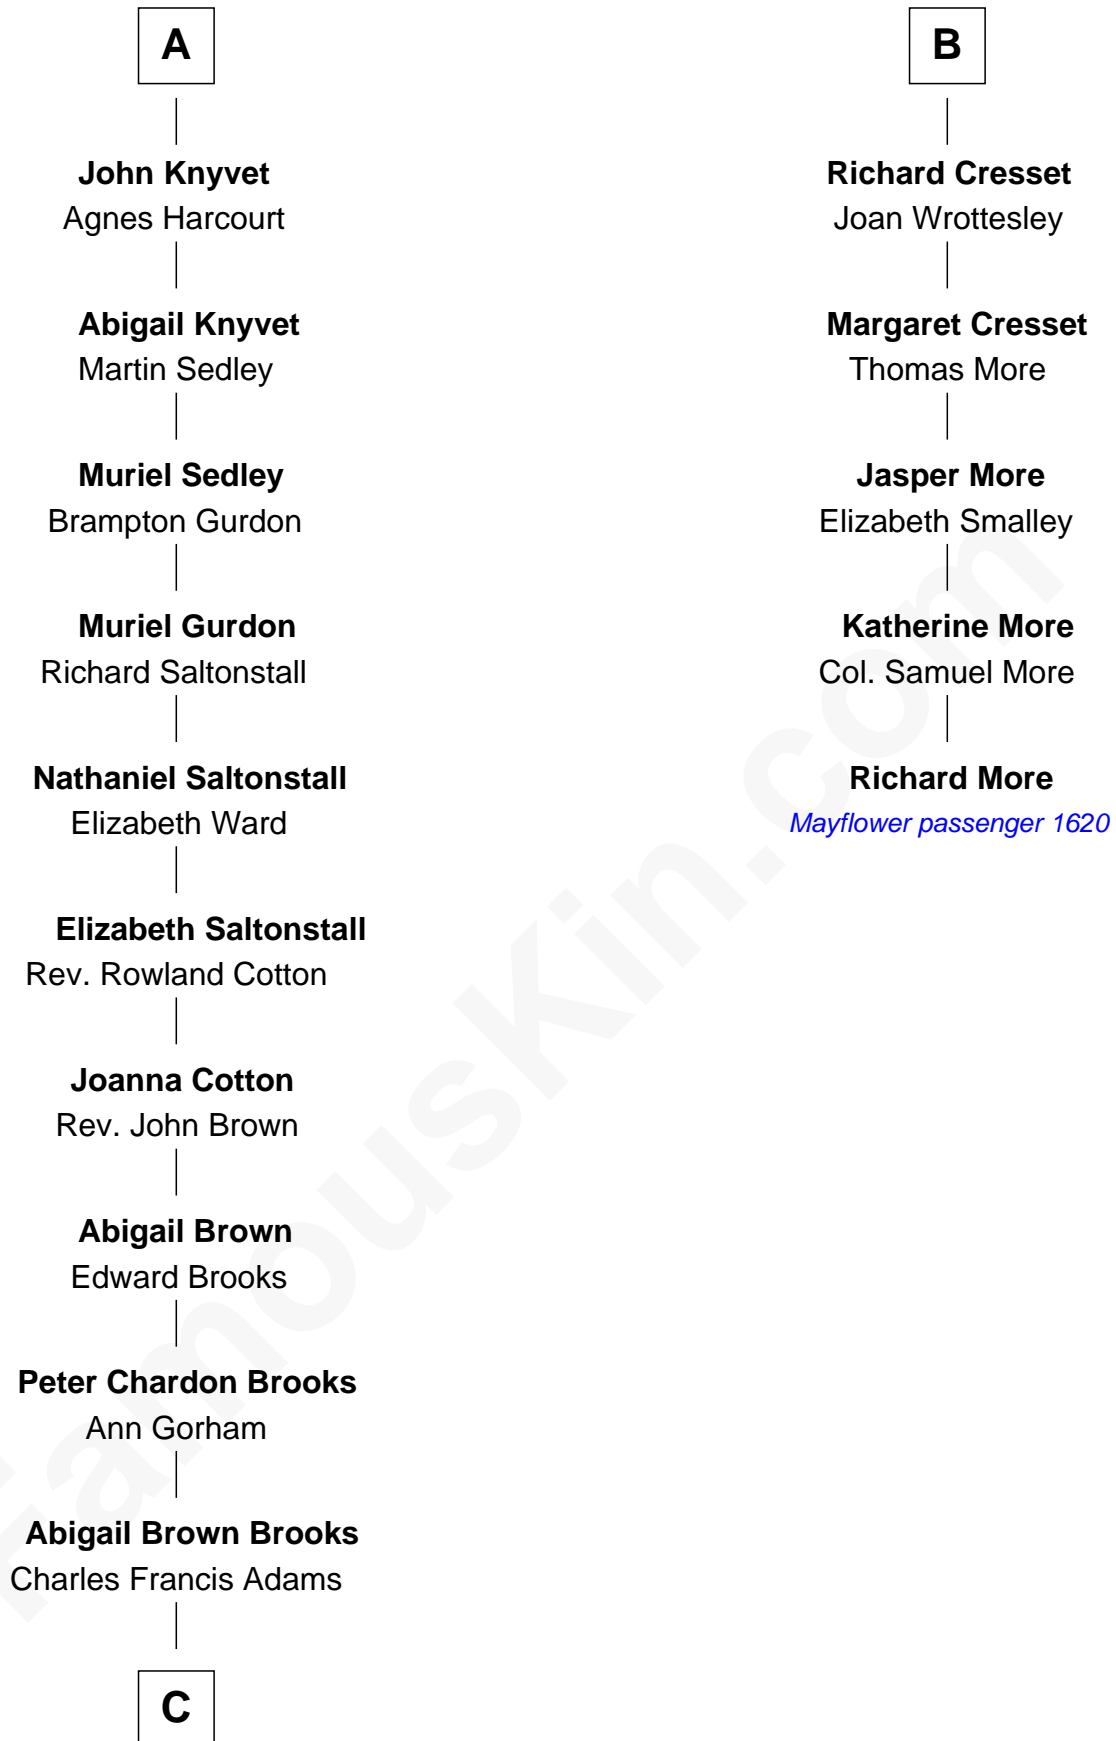 A
John Knyvet
Agnes Harcourt
Abigail Knyvet
Martin Sedley
Muriel Sedley
Brampton Gurdon
Muriel Gurdon
Richard Saltonstall
Nathaniel Saltonstall
Elizabeth Ward
Elizabeth Saltonstall
Rev. Rowland Cotton
Joanna Cotton
Rev. John Brown
Abigail Brown
Edward Brooks
Peter Chardon Brooks
Ann Gorham
Abigail Brown Brooks
Charles Francis Adams
C
B
Richard Cresset
Joan Wrottesley
Margaret Cresset
Thomas More
Jasper More
Elizabeth Smalley
Katherine More
Col. Samuel More
Richard More
Mayflower passenger 1620
FamousKin.com